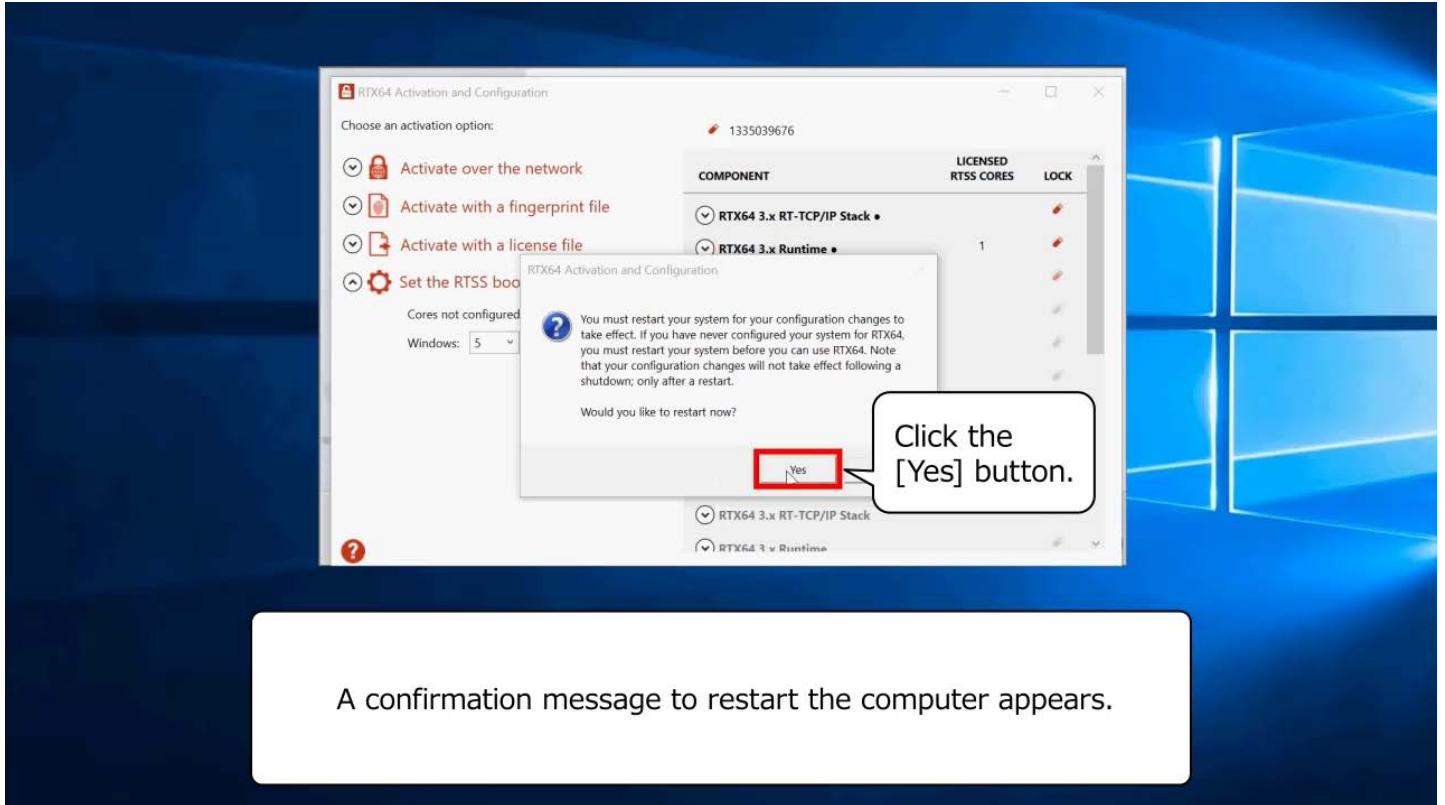 RTX64 Activation and Configuration
Choose an activation option:
1335039676
Activate over the network
Activate with a fingerprint file
Activate with a license file
Set the RTSS boo
Cores not configured
Windows: 5
COMPONENT
LICENSED
RTSS CORES
LOCK
RTX64 3.x RT-TCP/IP Stack •
RTX64 3.x Runtime • 1
RTX64 Activation and Configuration
You must restart your system for your configuration changes to
take effect. If you have never configured your system for RTX64,
you must restart your system before you can use RTX64. Note
that your configuration changes will not take effect following a
shutdown; only after a restart.
Would you like to restart now?
Yes
Click the
[Yes] button.
RTX64 3.x RT-TCP/IP Stack
RTX64 3.x Runtime
A confirmation message to restart the computer appears.